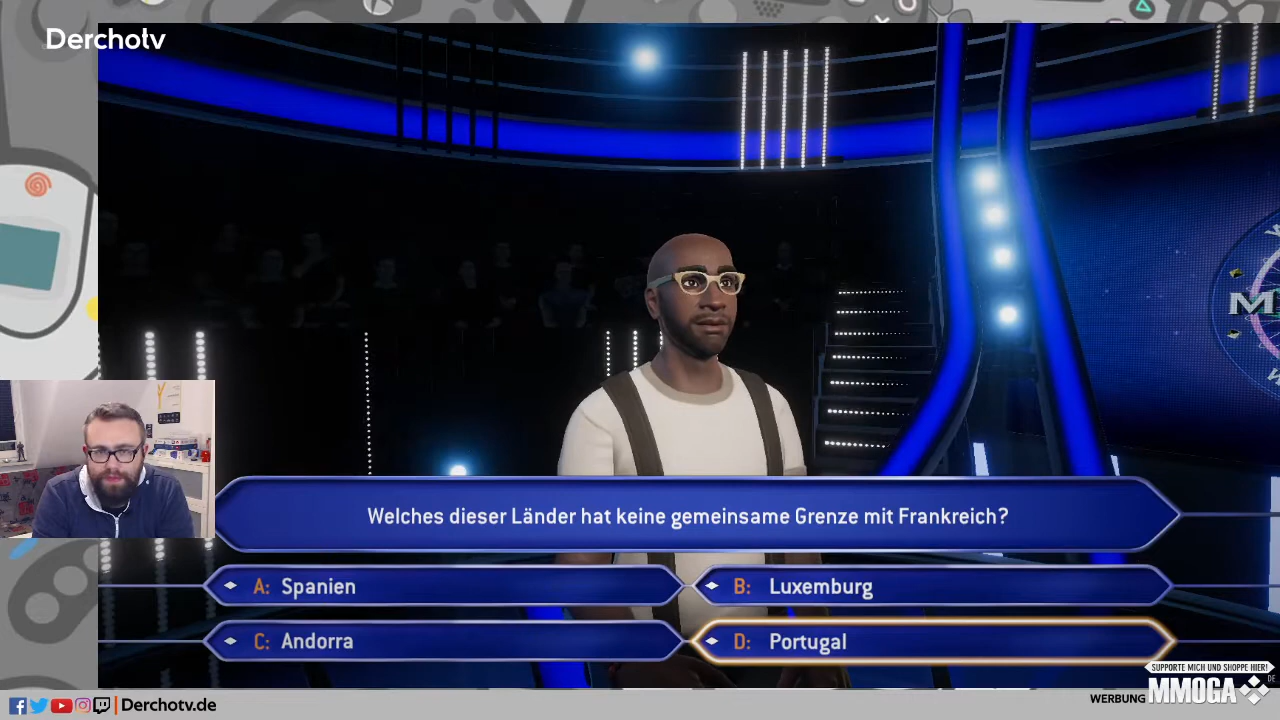 Derchotv
Welches dieser Länder hat keine gemeinsame Grenze mit Frankreich?
A: Spanien
B: Luxemburg
C: Andorra
D: Portugal
SUPPORTE MICH UND SHOPPE HIER!
Derchotv.de
WERBUNG MMOGA DE